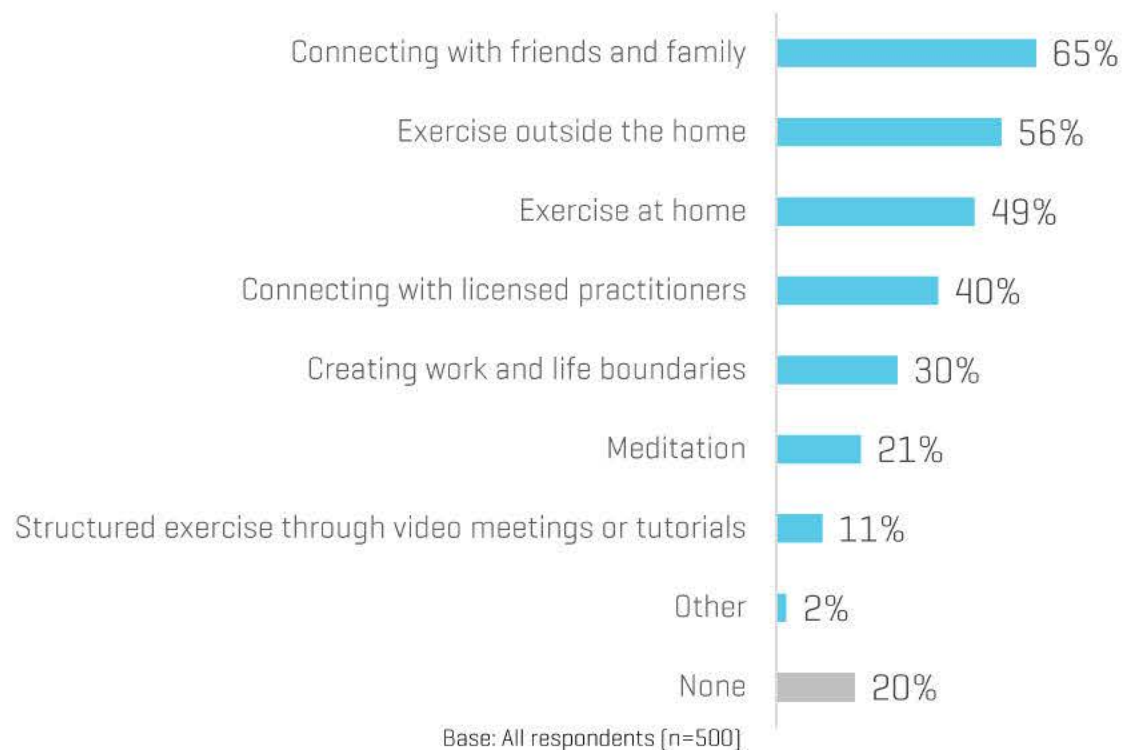 Connecting with friends and family 65%
Exercise outside the home 56%
Exercise at home 49%
Connecting with licensed practitioners 40%
Creating work and life boundaries 30%
Meditation 21%
Structured exercise through video meetings or tutorials 11%
Other 2%
None 20%
Base: All respondents (n=500)